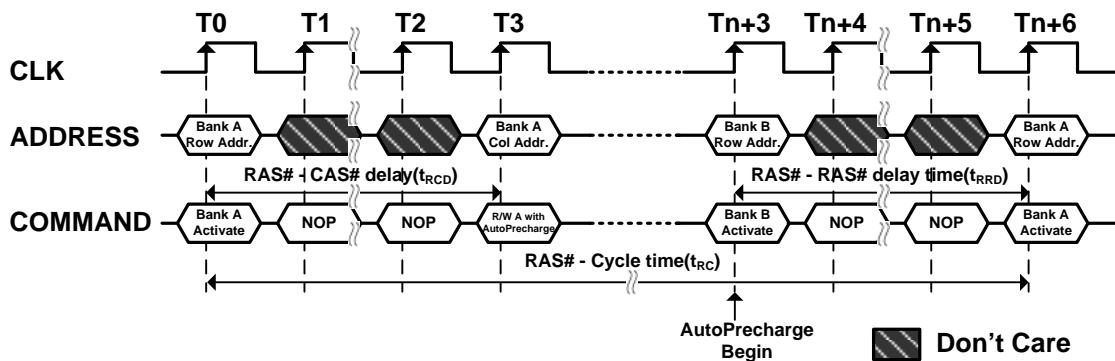 T0 T1 T2 T3 Tn+3 Tn+4 Tn+5 Tn+6
CLK
ADDRESS
Bank A
Row Addr.
Bank A
Col Addr.
Bank B
Row Addr.
Bank A
Row Addr.
RAS# - CAS# delay(tRCD)
RAS# - RAS# delay time(tRRD)
COMMAND
Bank A
Activate
NOP
NOP
R/W A with
AutoPrecharge
Bank B
Activate
NOP
NOP
Bank A
Activate
RAS# - Cycle time(tRC)
AutoPrecharge
Begin
Don't Care